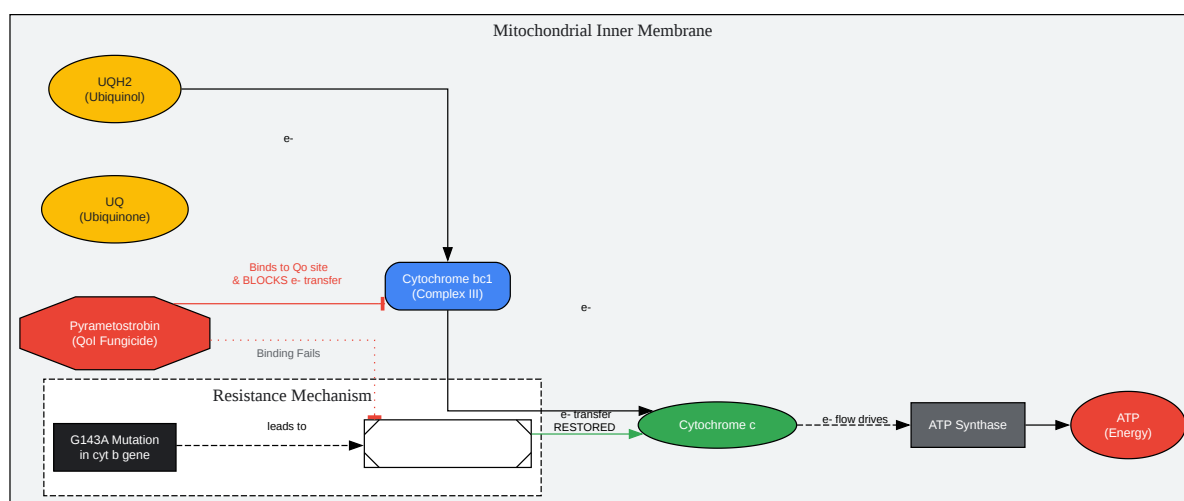 Mitochondrial Inner Membrane
UQH2
(Ubiquinol)
e-
UQ
(Ubiquinone)
Binds to Qo site
& BLOCKS e- transfer
Cytochrome bc1
(Complex III)
e-
Pyrametostrobin
(QoI Fungicide)
Binding Fails
Resistance Mechanism
G143A Mutation
in cyt b gene
leads to
e- transfer
RESTORED
Cytochrome c
e- flow drives
ATP Synthase
ATP
(Energy)